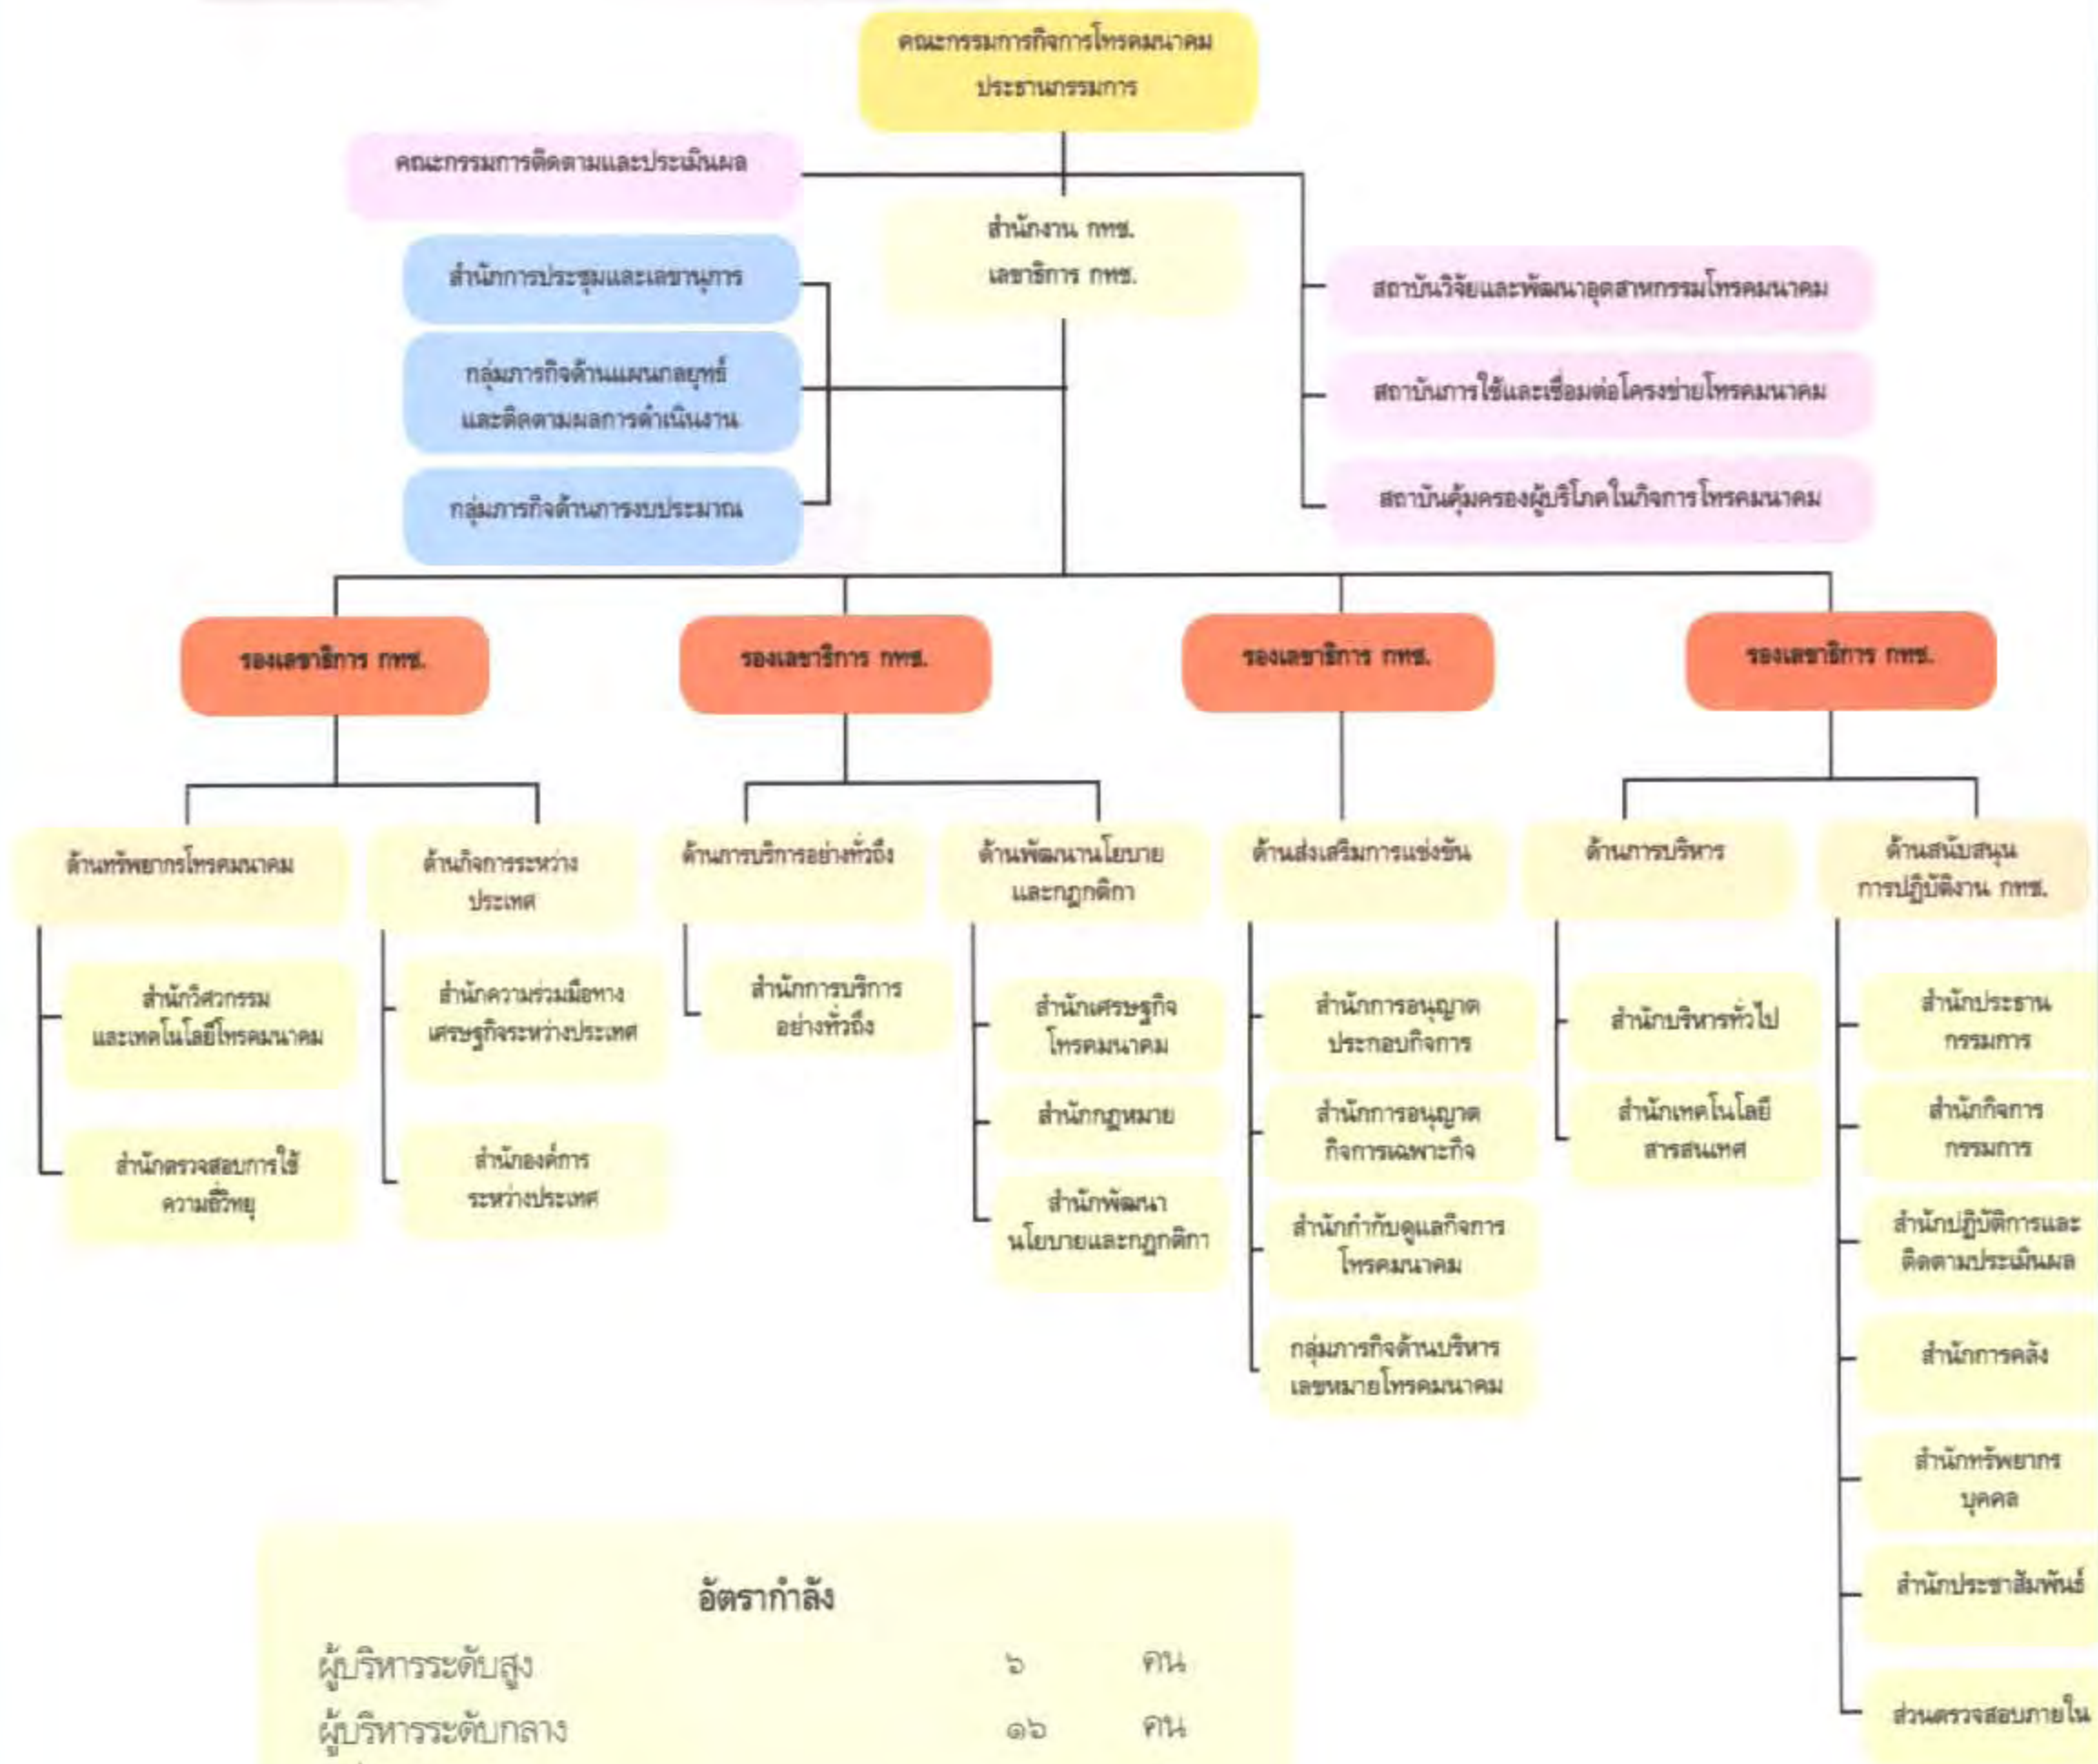 คณะกรรมการกิจการโทรคมนาคม
ประธานกรรมการ
คณะกรรมการติดตามและประเมินผล
สำนักงาน กทช.
เลขาธิการ กทช.
สำนักการประชุมและเลขานุการ
กลุ่มภารกิจด้านแผนกลยุทธ์
และติดตามผลการดำเนินงาน
กลุ่มภารกิจด้านการงบประมาณ
สถาบันวิจัยและพัฒนาอุตสาหกรรมโทรคมนาคม
สถาบันการใช้และเชื่อมต่อโครงข่ายโทรคมนาคม
สถาบันคุ้มครองผู้บริโภคในกิจการโทรคมนาคม
รองเลขาธิการ กทช.
รองเลขาธิการ กทช.
รองเลขาธิการ กทช.
รองเลขาธิการ กทช.
ด้านทรัพยากรโทรคมนาคม
สำนักวิศวกรรม
และเทคโนโลยีโทรคมนาคม
สำนักตรวจสอบการใช้
ความถี่วิทยุ
ด้านกิจการระหว่าง
ประเทศ
สำนักความร่วมมือทาง
เศรษฐกิจระหว่างประเทศ
สำนักองค์การ
ระหว่างประเทศ
ด้านการบริการอย่างทั่วถึง
สำนักการบริการ
อย่างทั่วถึง
ด้านพัฒนานโยบาย
และกฎกติกา
สำนักเศรษฐกิจ
โทรคมนาคม
สำนักกฎหมาย
สำนักพัฒนา
นโยบายและกฎกติกา
ด้านส่งเสริมการแข่งขัน
สำนักการอนุญาต
ประกอบกิจการ
สำนักการอนุญาต
กิจการเฉพาะกิจ
สำนักกำกับดูแลกิจการ
โทรคมนาคม
กลุ่มภารกิจด้านบริหาร
เลขหมายโทรคมนาคม
ด้านการบริหาร
สำนักบริหารทั่วไป
สำนักเทคโนโลยี
สารสนเทศ
ด้านสนับสนุน
การปฏิบัติงาน กทช.
สำนักประธาน
กรรมการ
สำนักกิจการ
กรรมการ
สำนักปฏิบัติการและ
ติดตามประเมินผล
สำนักการคลัง
สำนักทรัพยากร
บุคคล
สำนักประชาสัมพันธ์
ส่วนตรวจสอบภายใน
อัตรากำลัง
ผู้บริหารระดับสูง ๖ คน
ผู้บริหารระดับกลาง ๑๖ คน